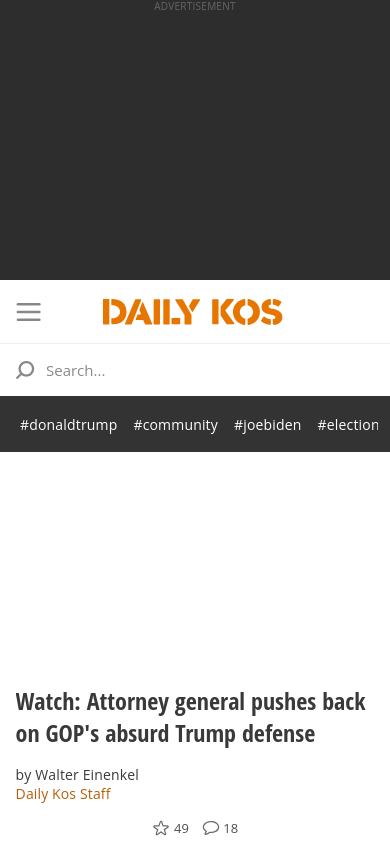 ADVERTISEMENT
DAILY KOS
Search...
#donaldtrump #community #joebiden #election
Watch: Attorney general pushes back
on GOP's absurd Trump defense
by Walter Einenkel
Daily Kos Staff
49 18